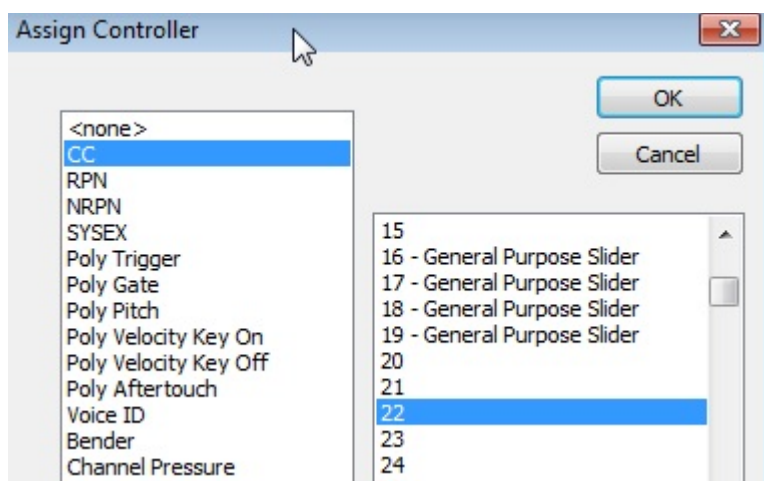 Assign Controller
OK
Cancel
<none>
CC
RPN
NRPN
SYSEX
Poly Trigger
Poly Gate
Poly Pitch
Poly Velocity Key On
Poly Velocity Key Off
Poly Aftertouch
Voice ID
Bender
Channel Pressure
15
16 - General Purpose Slider
17 - General Purpose Slider
18 - General Purpose Slider
19 - General Purpose Slider
20
21
22
23
24